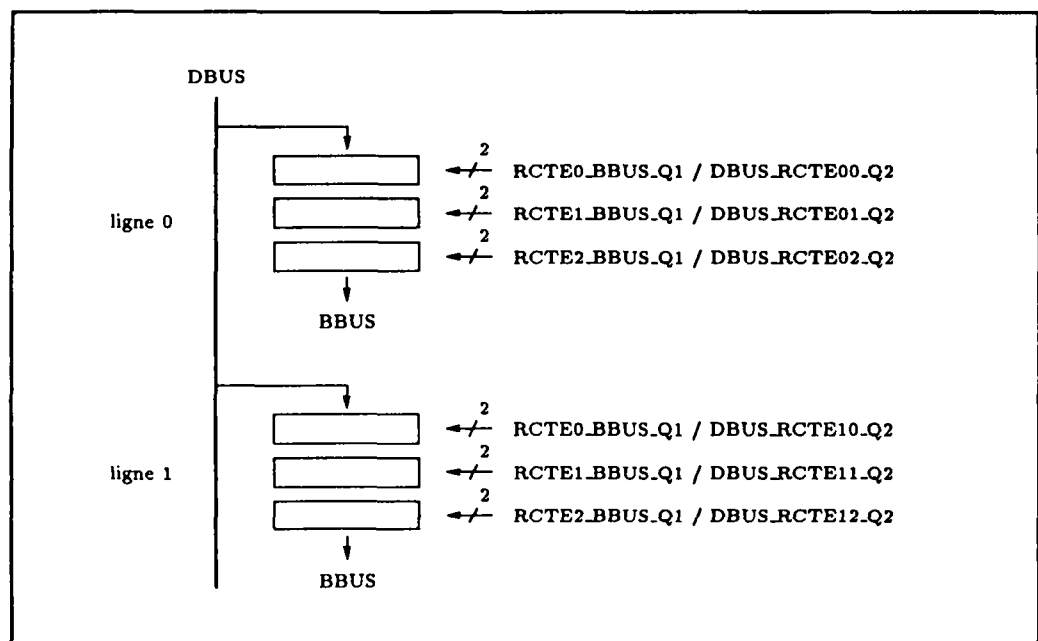 DBUS
2
RCTE0_BBUS_Q1 / DBUS_RCTE00_Q2
2
ligne 0
RCTE1_BBUS_Q1 / DBUS_RCTE01_Q2
2
RCTE2_BBUS_Q1 / DBUS_RCTE02_Q2
BBUS
2
RCTE0_BBUS_Q1 / DBUS_RCTE10_Q2
2
ligne 1
RCTE1_BBUS_Q1 / DBUS_RCTE11_Q2
2
RCTE2_BBUS_Q1 / DBUS_RCTE12_Q2
BBUS